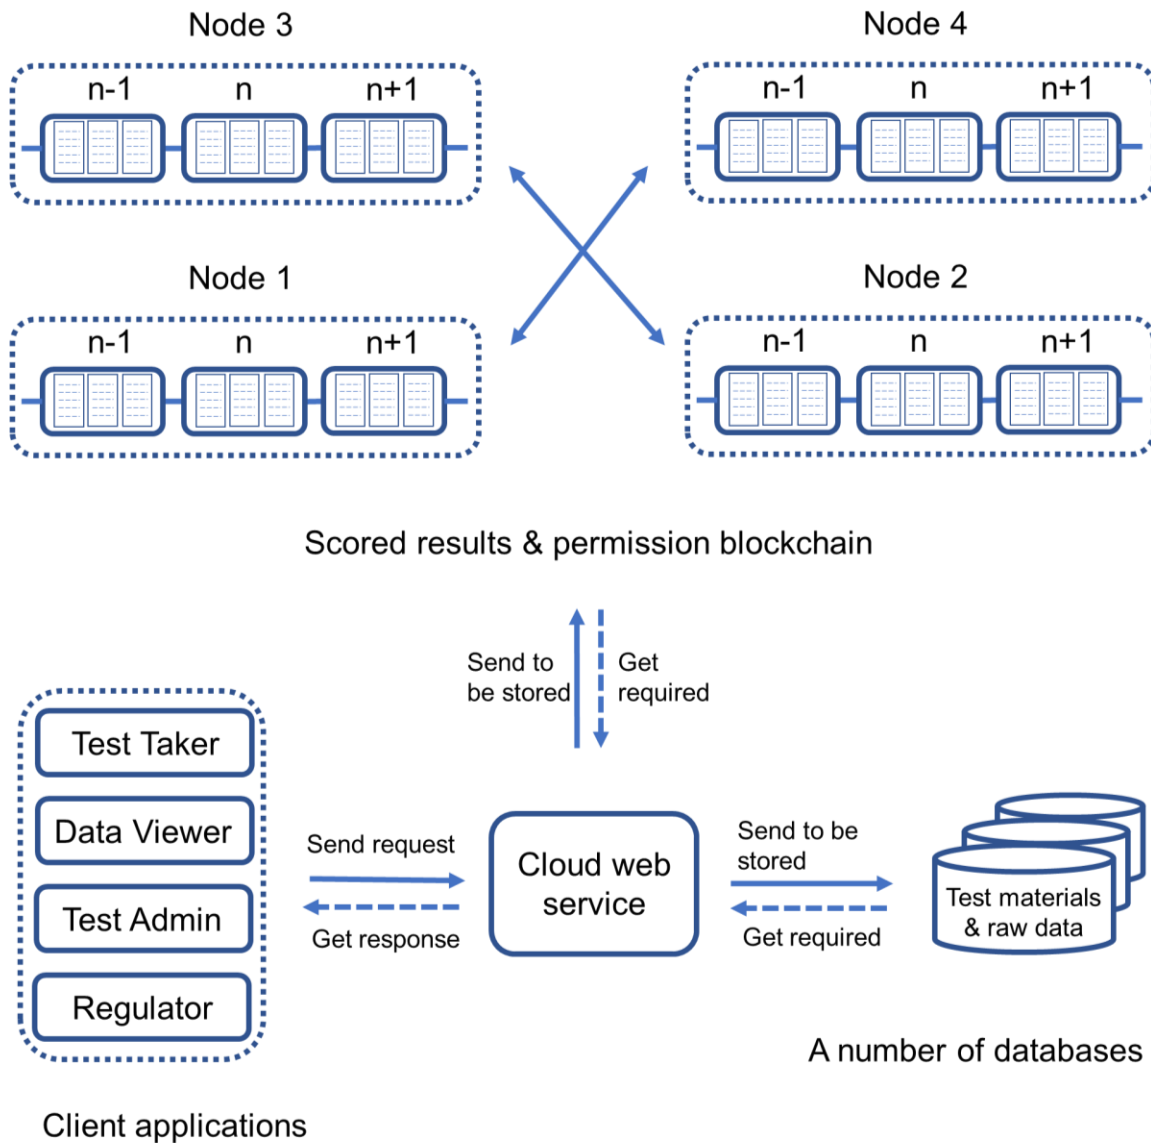 Node 3
n-1
n
n+1
Node 4
n-1
n
n+1
Node 1
n-1
n
n+1
Node 2
n-1
n
n+1
Scored results & permission blockchain
Send to
be stored
Get
required
Test Taker
Data Viewer
Test Admin
Regulator
Client applications
Send request
Get response
Cloud web
service
Send to be
stored
Get required
Test materials
& raw data
A number of databases